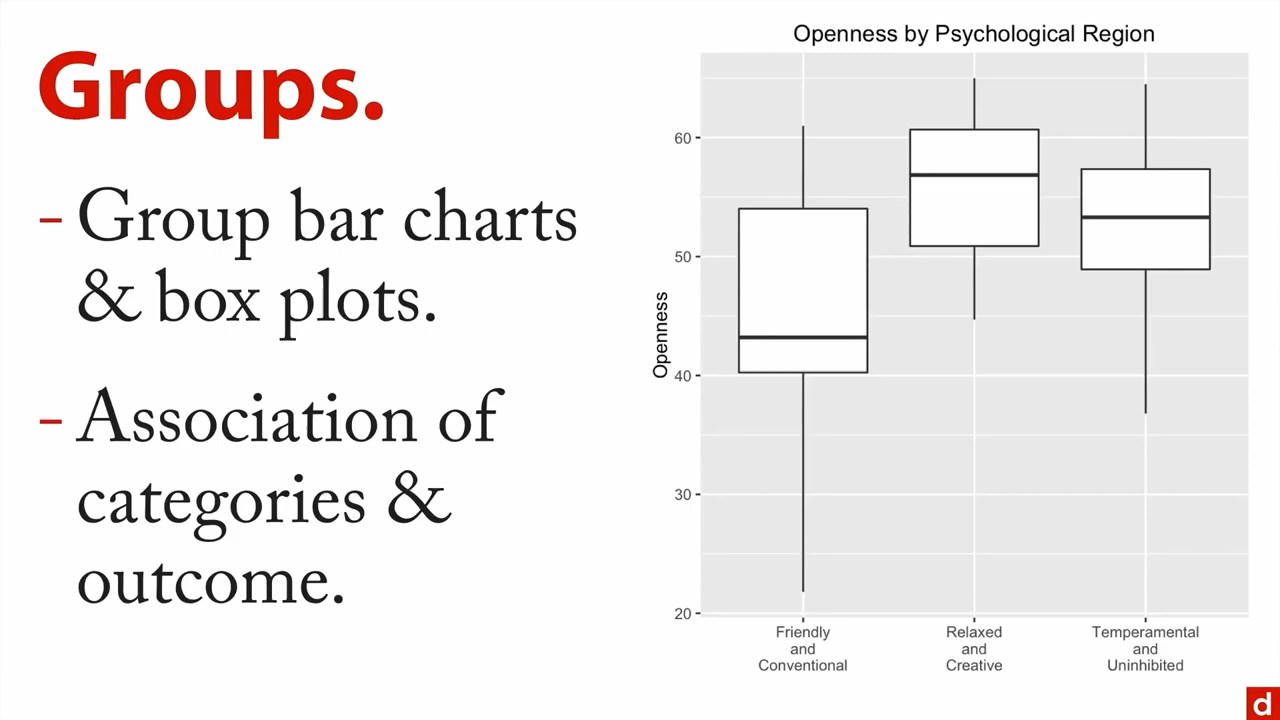 Groups.
– Group bar charts
& box plots.
– Association of
categories &
outcome.
Openness by Psychological Region
Openness
60
50
40
30
20
Friendly
and
Conventional
Relaxed
and
Creative
Temperamental
and
Uninhibited
d